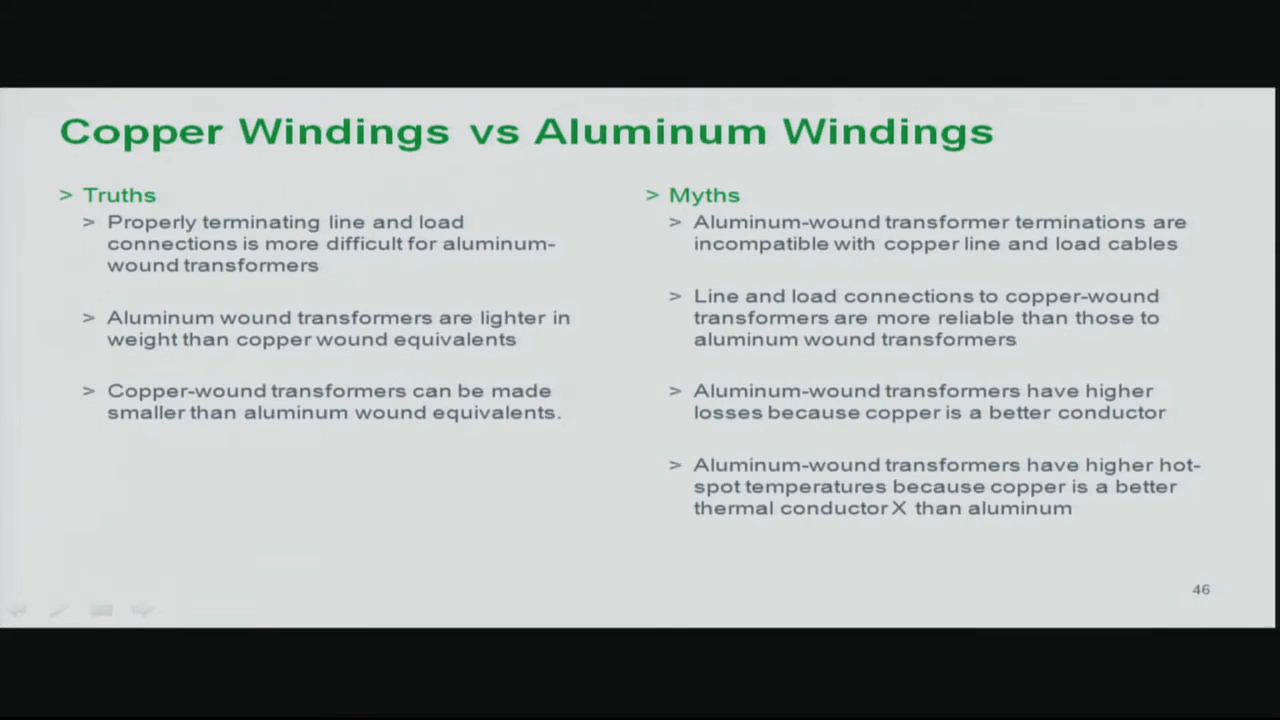 Copper Windings vs Aluminum Windings
> Truths
> Properly terminating line and load
connections is more difficult for aluminum-
wound transformers
> Aluminum wound transformers are lighter in
weight than copper wound equivalents
> Copper-wound transformers can be made
smaller than aluminum wound equivalents.
> Myths
> Aluminum-wound transformer terminations are
incompatible with copper line and load cables
> Line and load connections to copper-wound
transformers are more reliable than those to
aluminum wound transformers
> Aluminum-wound transformers have higher
losses because copper is a better conductor
> Aluminum-wound transformers have higher hot-
spot temperatures because copper is a better
thermal conductor X than aluminum
46